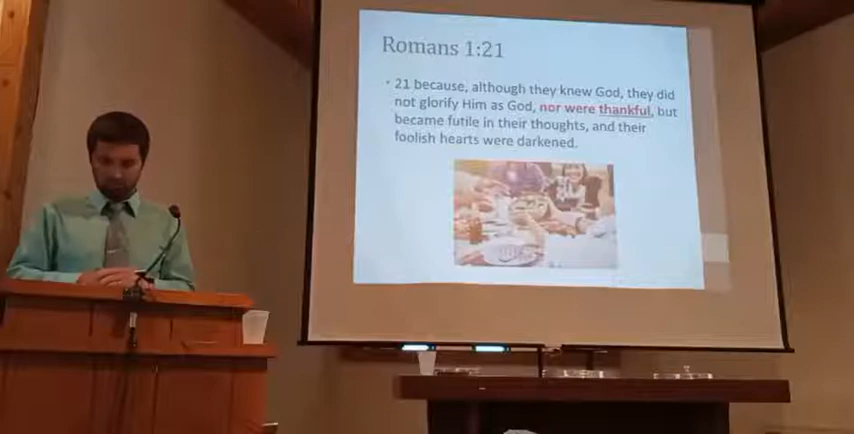 Romans 1:21
• 21 because, although they knew God, they did
not glorify Him as God, nor were thankful, but
became futile in their thoughts, and their
foolish hearts were darkened.